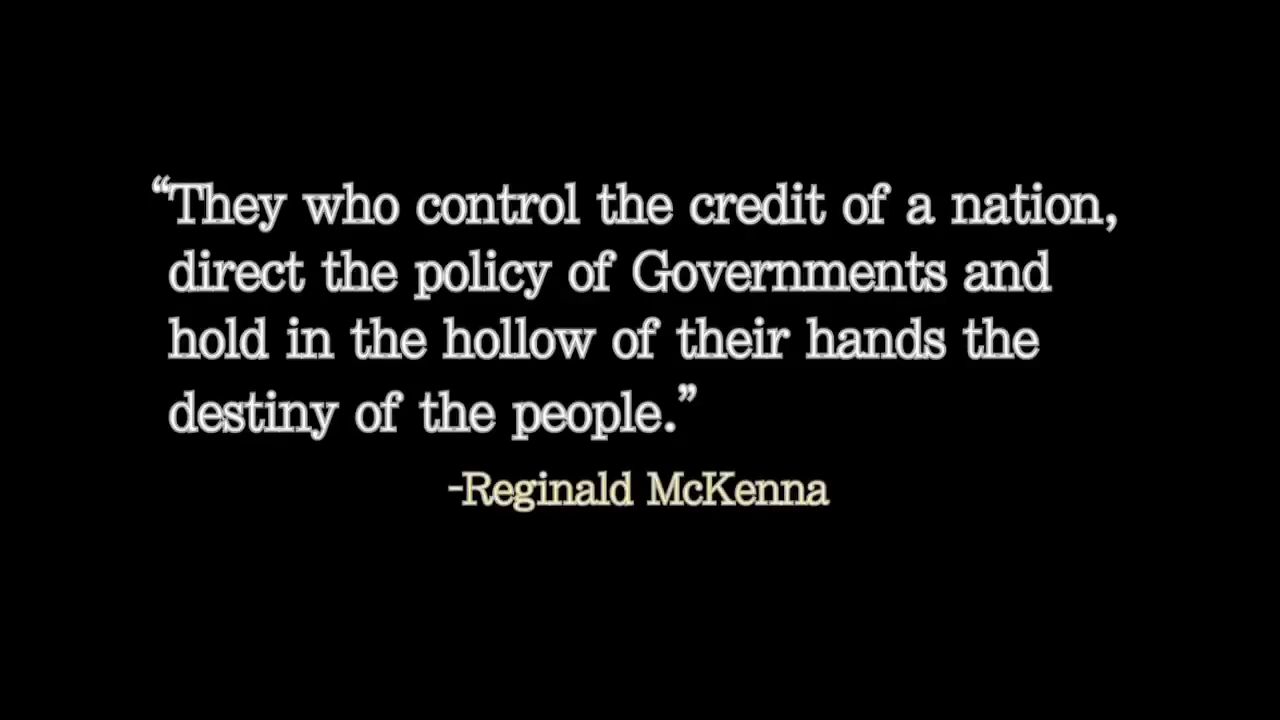 “They who control the credit of a nation,
direct the policy of Governments and
hold in the hollow of their hands the
destiny of the people.”
-Reginald McKenna